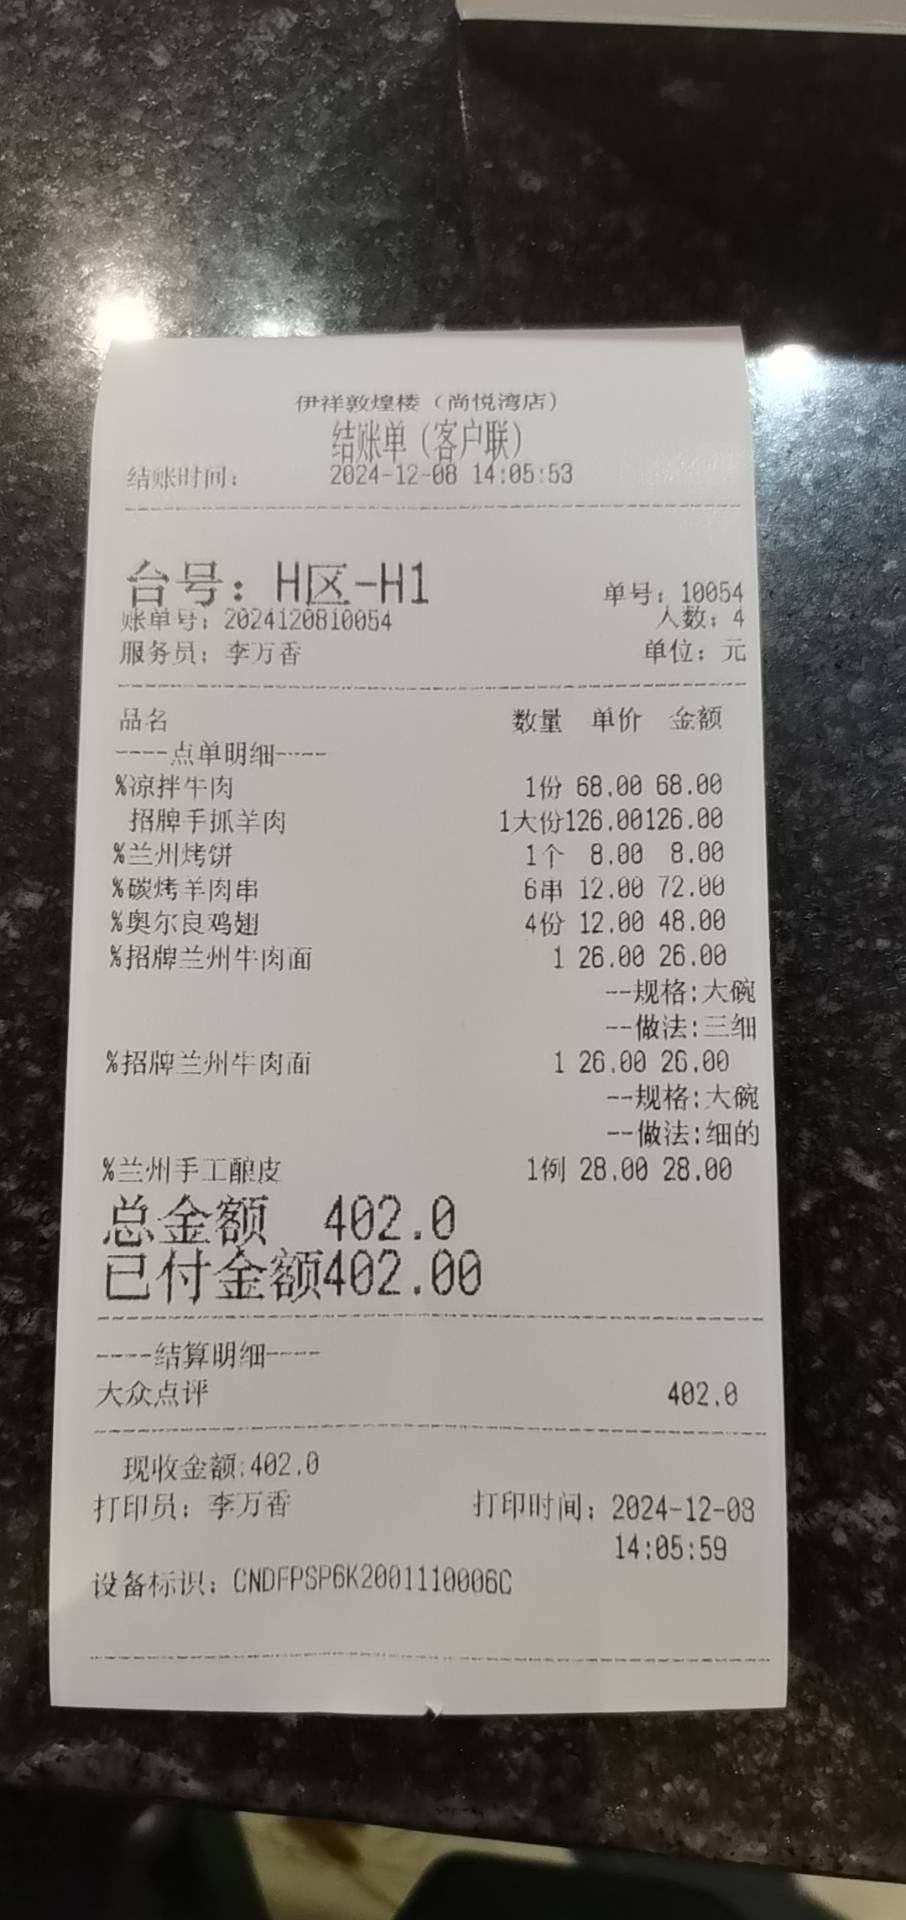 伊祥敦煌楼（尚悦湾店）
结账单（客户联）
结账时间： 2024-12-08 14:05:53
台号：H区-H1 单号：10054
账单号：2024120810054 人数：4
服务员：李万香 单位：元
品名 数量 单价 金额
----点单明细----
%凉拌牛肉 1份 68.00 68.00
招牌手抓羊肉 1大份126.00126.00
%兰州烤饼 1个 8.00 8.00
%碳烤羊肉串 6串 12.00 72.00
%奥尔良鸡翅 4份 12.00 48.00
%招牌兰州牛肉面 1 26.00 26.00
--规格:大碗
--做法:三细
%招牌兰州牛肉面 1 26.00 26.00
--规格:大碗
--做法:细的
%兰州手工酿皮 1例 28.00 28.00
总金额 402.0
已付金额402.00
----结算明细----
大众点评 402.0
现收金额:402.0
打印员：李万香 打印时间：2024-12-08
14:05:59
设备标识：CNDFPSP6K2001110006C